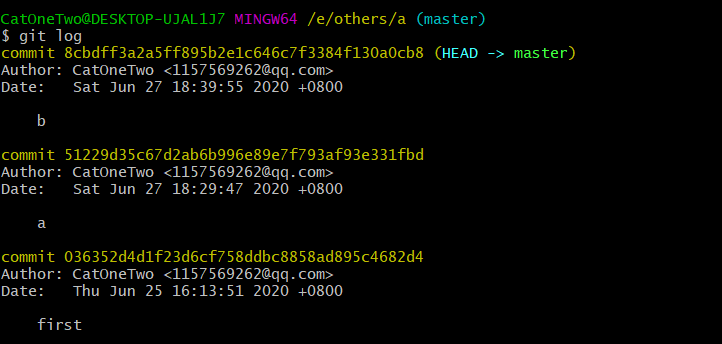 CatOneTwo@DESKTOP-UJAL1J7 MINGW64 /e/others/a (master)
$ git log
commit 8cbdff3a2a5ff895b2e1c646c7f3384f130a0cb8 (HEAD -> master)
Author: CatOneTwo <1157569262@qq.com>
Date:   Sat Jun 27 18:39:55 2020 +0800
b
commit 51229d35c67d2ab6b996e89e7f793af93e331fbd
Author: CatOneTwo <1157569262@qq.com>
Date:   Sat Jun 27 18:29:47 2020 +0800
a
commit 036352d4d1f23d6cf758ddbc8858ad895c4682d4
Author: CatOneTwo <1157569262@qq.com>
Date:   Thu Jun 25 16:13:51 2020 +0800
first